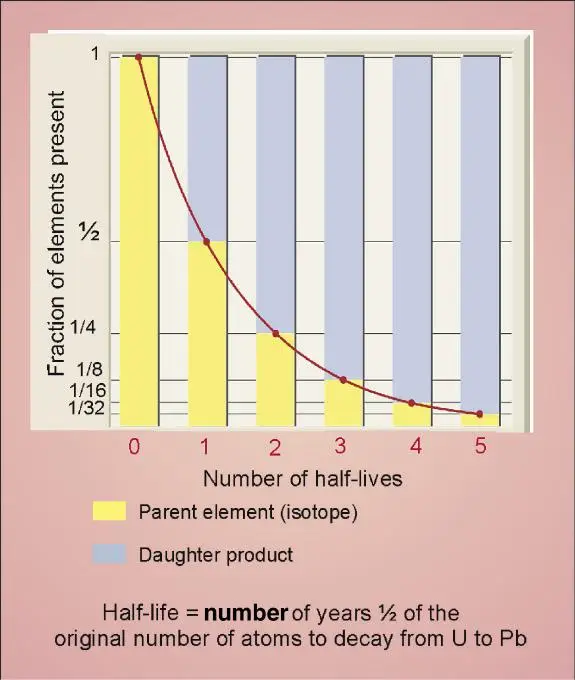 Fraction of elements present
1
½
1/4
1/8
1/16
1/32
0 1 2 3 4 5
Number of half-lives
Parent element (isotope)
Daughter product
Half-life = number of years ½ of the
original number of atoms to decay from U to Pb